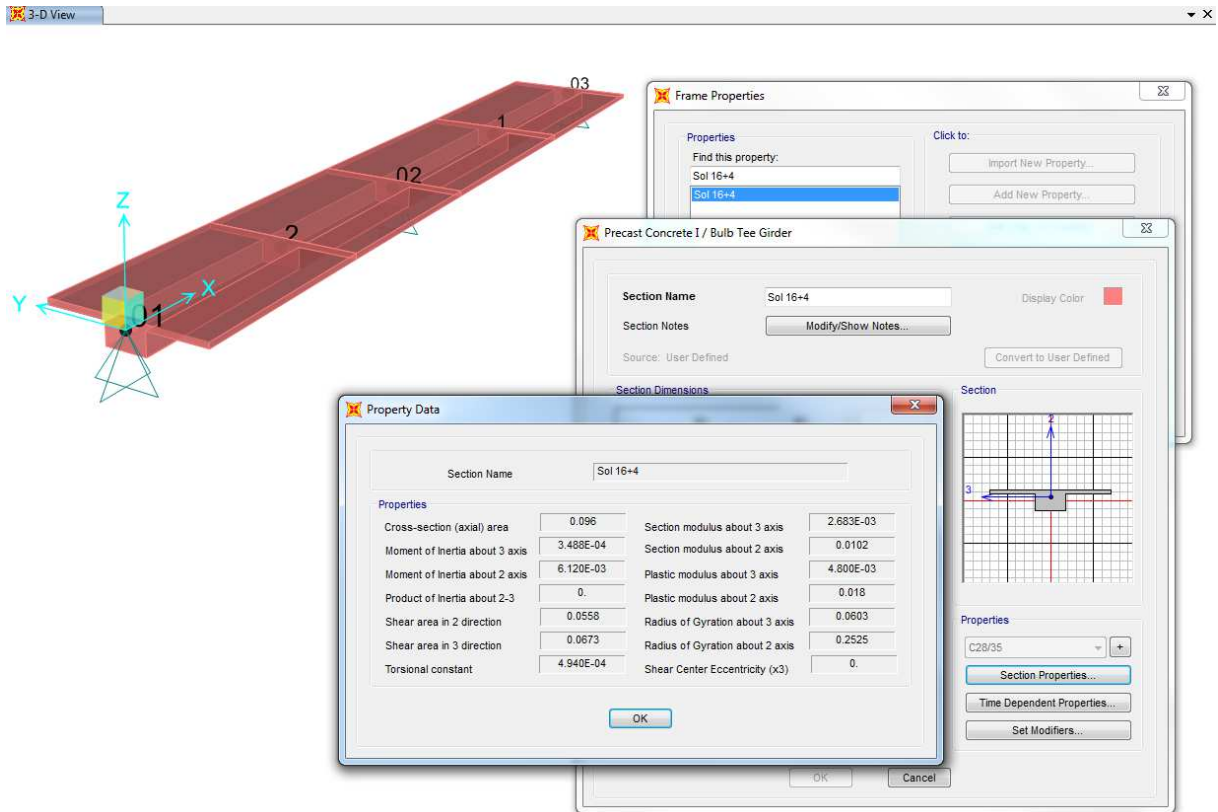 3-D View
03
1
02
2
Z
X
Y
01
Frame Properties
Properties
Find this property:
Sol 16+4
Sol 16+4
Click to:
Import New Property...
Add New Property...
Precast Concrete I / Bulb Tee Girder
Section Name
Sol 16+4
Display Color
Section Notes
Modify/Show Notes...
Source: User Defined
Convert to User Defined
Section Dimensions
Section
2
3
Properties
C28/35
+
Section Properties...
Time Dependent Properties...
Set Modifiers...
OK
Cancel
Property Data
Section Name
Sol 16+4
Properties
Cross-section (axial) area
0.096
Section modulus about 3 axis
2.683E-03
Moment of Inertia about 3 axis
3.488E-04
Section modulus about 2 axis
0.0102
Moment of Inertia about 2 axis
6.120E-03
Plastic modulus about 3 axis
4.800E-03
Product of Inertia about 2-3
0.
Plastic modulus about 2 axis
0.018
Shear area in 2 direction
0.0558
Radius of Gyration about 3 axis
0.0603
Shear area in 3 direction
0.0673
Radius of Gyration about 2 axis
0.2525
Torsional constant
4.940E-04
Shear Center Eccentricity (x3)
0.
OK